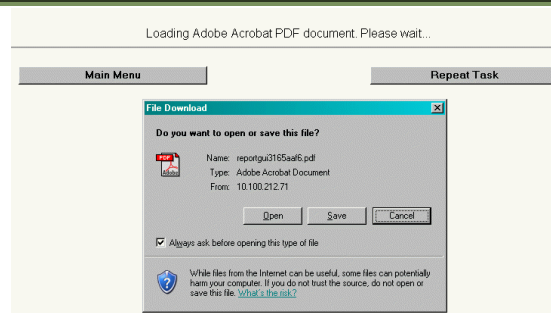 Loading Adobe Acrobat PDF document. Please wait...
Main Menu
Repeat Task
File Download
Do you want to open or save this file?
PDF
Adobe
Name: reportgui3165aaf6.pdf
Type: Adobe Acrobat Document
From: 10.100.212.71
Open
Save
Cancel
Always ask before opening this type of file
While files from the Internet can be useful, some files can potentially
harm your computer. If you do not trust the source, do not open or
save this file. What's the risk?